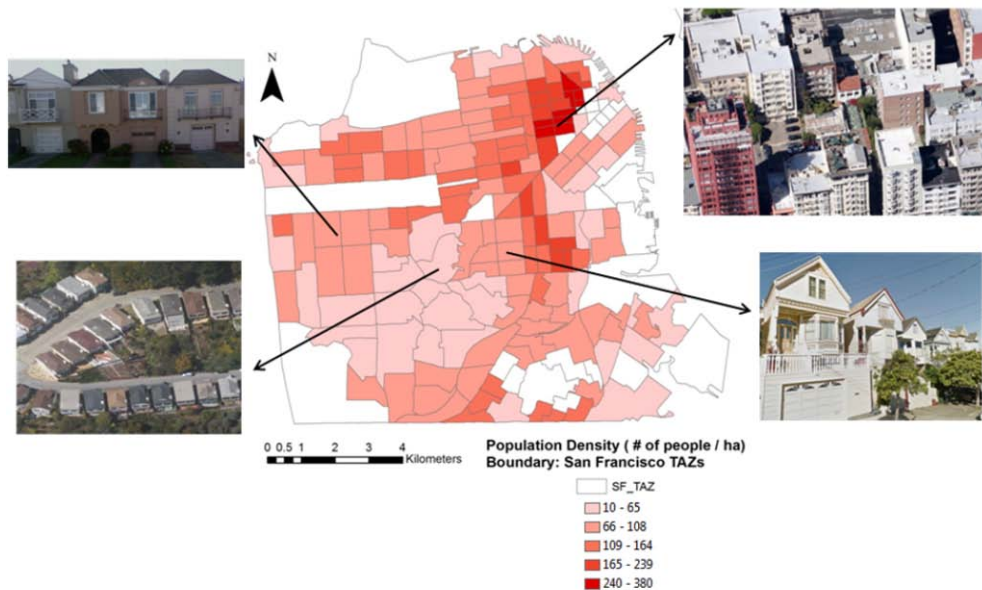 N
0 0.5 1 2 3 4
Kilometers
Population Density ( # of people / ha)
Boundary: San Francisco TAZs
SF_TAZ
10 - 65
66 - 108
109 - 164
165 - 239
240 - 380